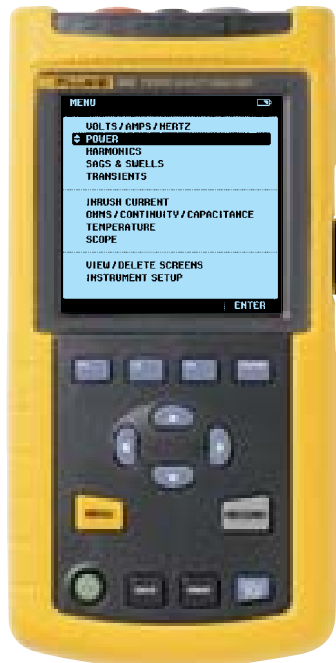 MENU
VOLTS/AMPS/HERTZ
POWER
HARMONICS
SAGS & SWELLS
TRANSIENTS
INRUSH CURRENT
OHMS/CONTINUITY/CAPACITANCE
TEMPERATURE
SCOPE
VIEW/DELETE SCREENS
INSTRUMENT SETUP
ENTER